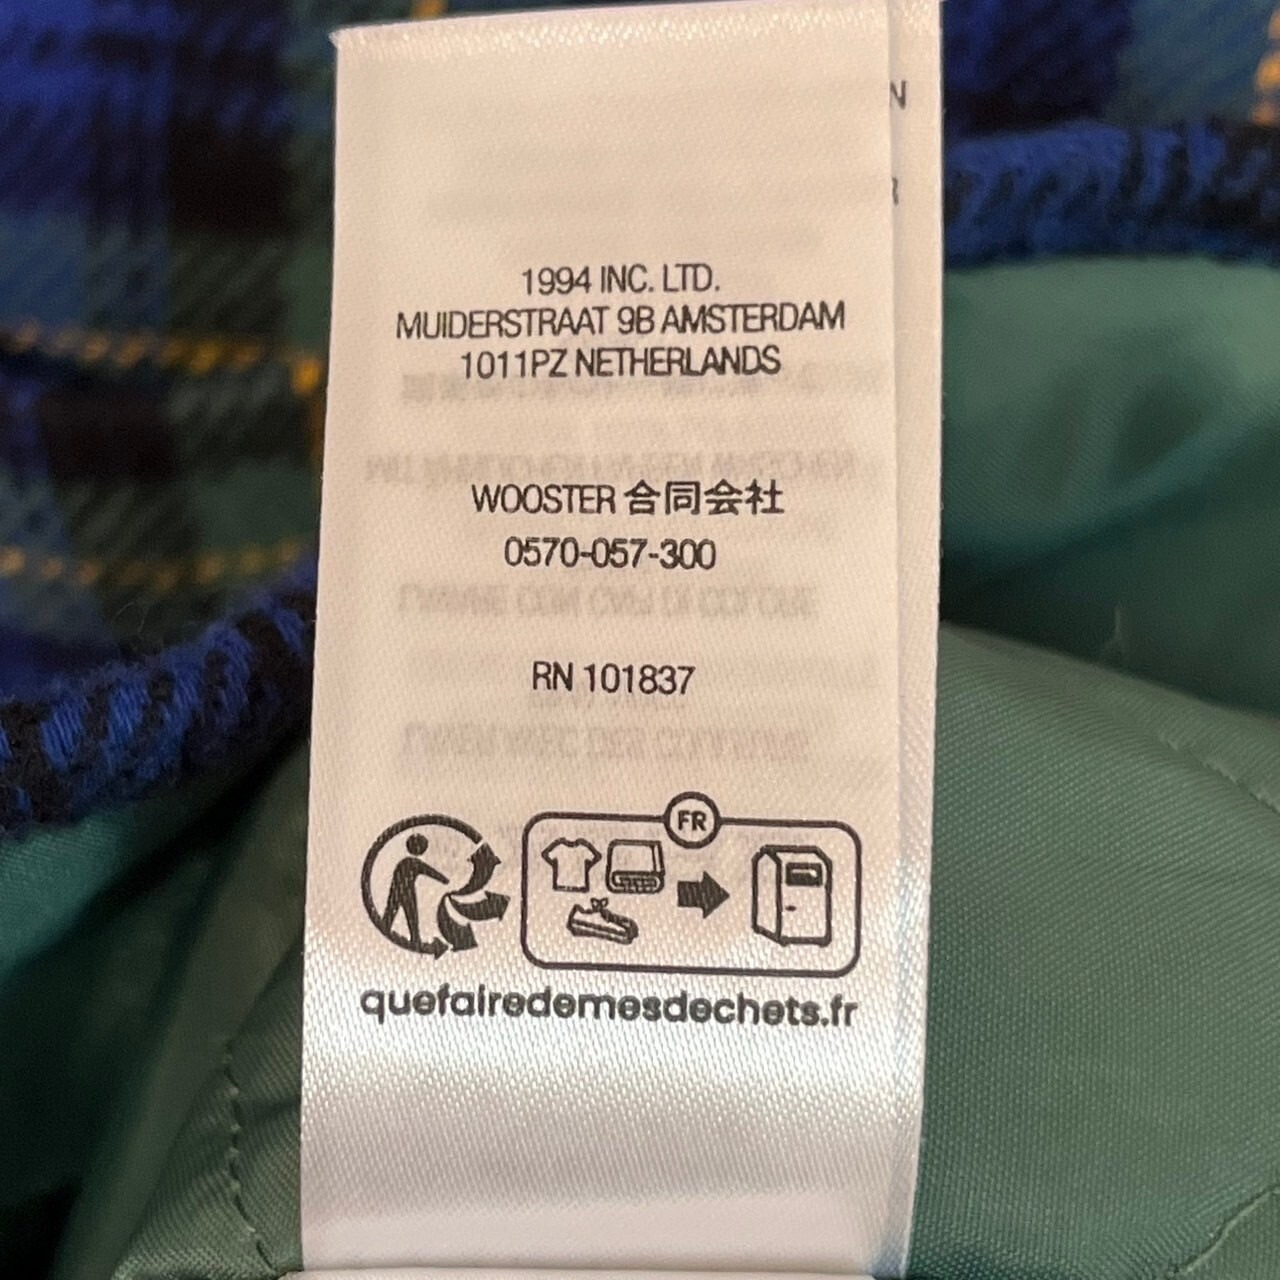 N
R
1994 INC. LTD.
MUIDERSTRAAT 9B AMSTERDAM
1011PZ NETHERLANDS
WOOSTER 合同会社
0570-057-300
RN 101837
FR
quefairedemesdechets.fr